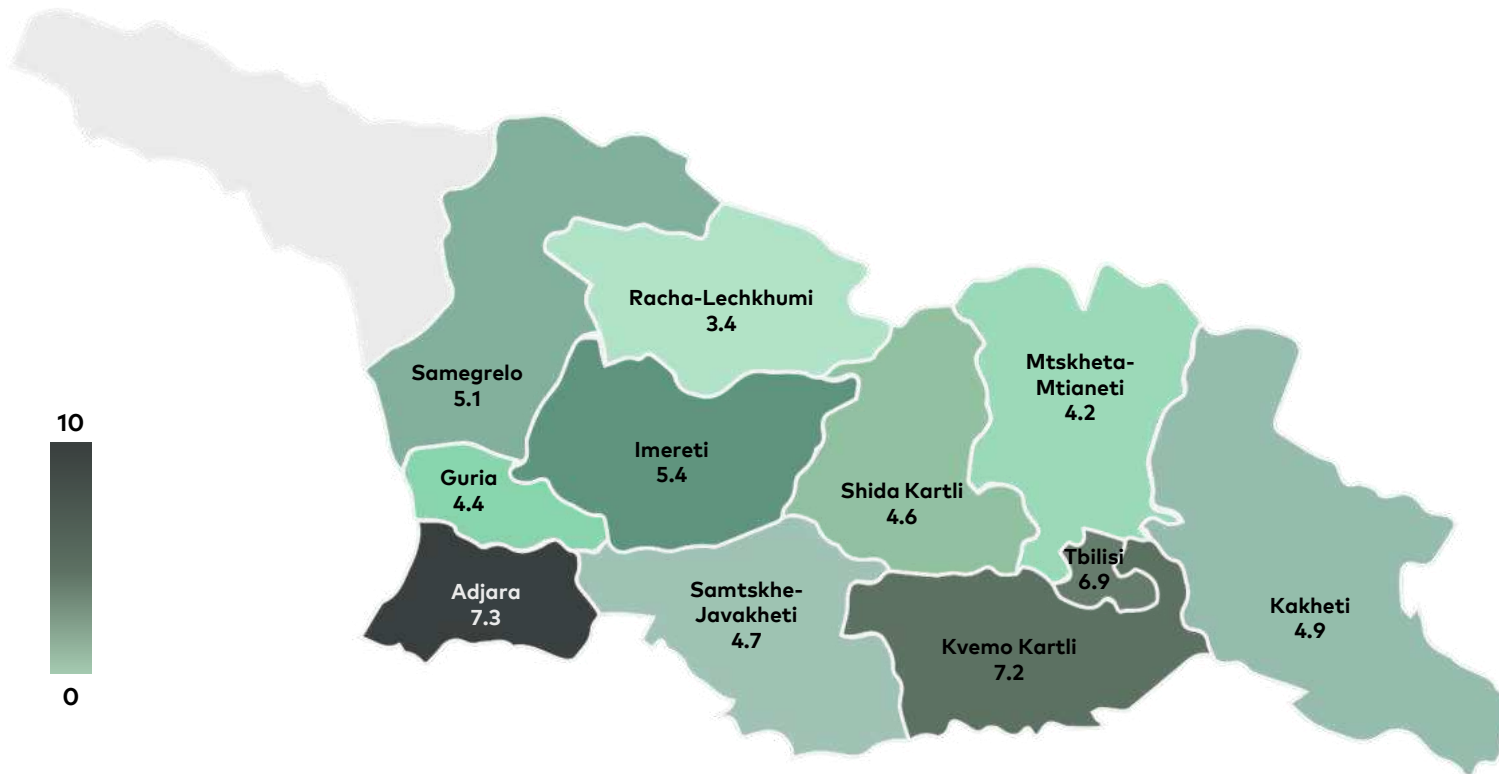 Racha-Lechkhumi
3.4
Samegrelo
5.1
Mtskheta-
Mtianeti
4.2
10
0
Imereti
5.4
Guria
4.4
Shida Kartli
4.6
Tbilisi
6.9
Adjara
7.3
Samtskhe-
Javakheti
4.7
Kvemo Kartli
7.2
Kakheti
4.9